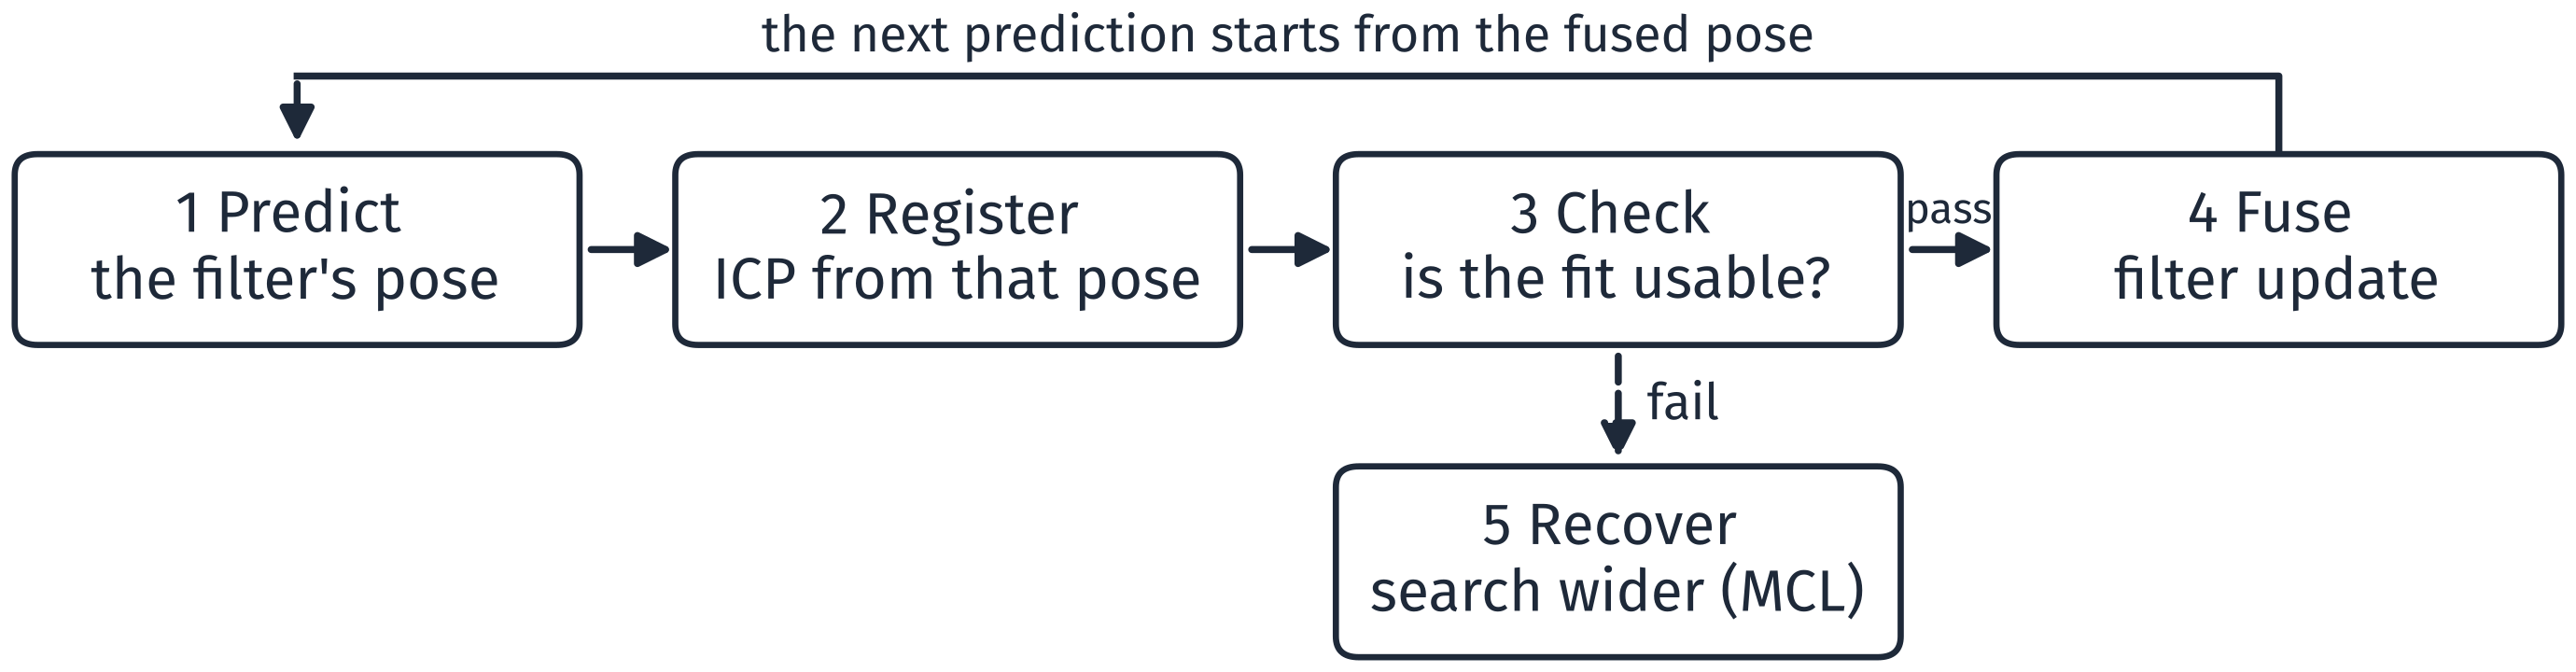 the next prediction starts from the fused pose
1 Predict
the filter's pose
2 Register
ICP from that pose
3 Check
is the fit usable?
pass
4 Fuse
filter update
fail
5 Recover
search wider (MCL)